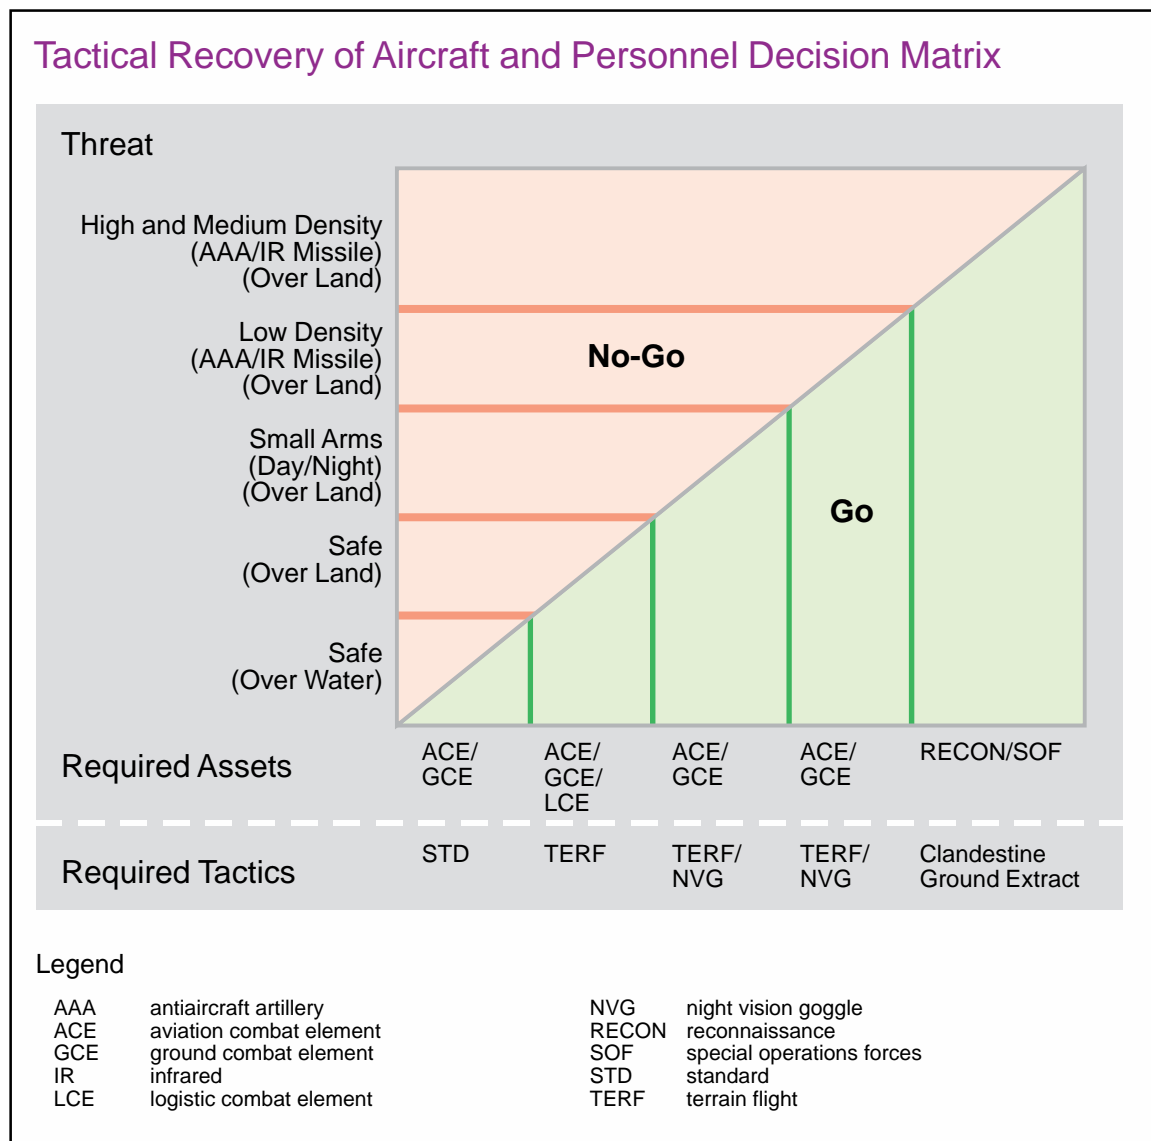 Tactical Recovery of Aircraft and Personnel Decision Matrix
Threat
High and Medium Density
(AAA/IR Missile)
(Over Land)
Low Density
(AAA/IR Missile)
(Over Land)
No-Go
Small Arms
(Day/Night)
(Over Land)
Go
Safe
(Over Land)
Safe
(Over Water)
Required Assets
ACE/
GCE
ACE/
GCE/
LCE
ACE/
GCE
ACE/
GCE
RECON/SOF
Required Tactics
STD
TERF
TERF/
NVG
TERF/
NVG
Clandestine
Ground Extract
Legend
AAA antiaircraft artillery
ACE aviation combat element
GCE ground combat element
IR infrared
LCE logistic combat element
NVG night vision goggle
RECON reconnaissance
SOF special operations forces
STD standard
TERF terrain flight